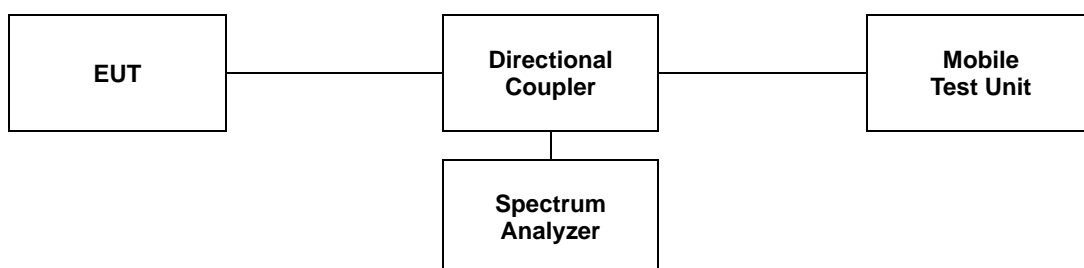 EUT
Directional
Coupler
Mobile
Test Unit
Spectrum
Analyzer